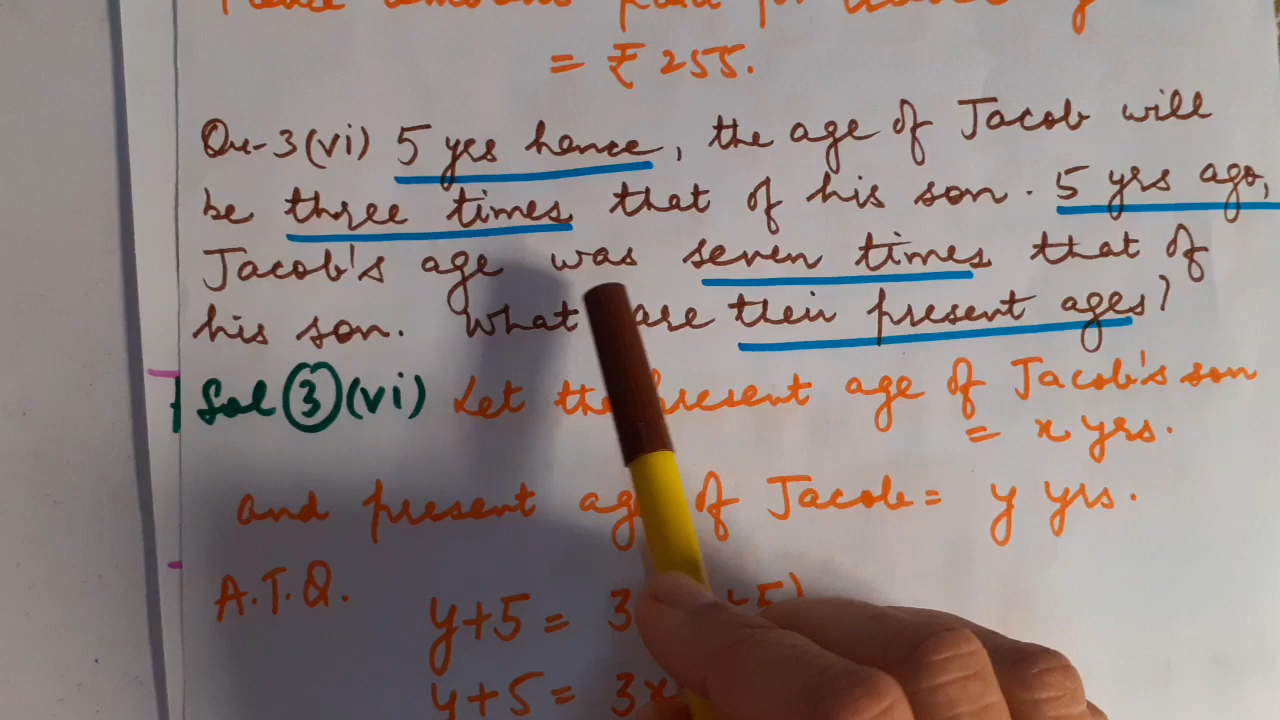 = ₹ 255.
Qu-3(vi) 5 yrs hence, the age of Jacob will
be three times that of his son. 5 yrs ago,
Jacob's age was seven times that of
his son. What are their present ages?
Sol (3)(vi) Let the present age of Jacob's son
= x yrs.
and present age of Jacob = y yrs.
A.T.Q.
y+5 = 3 +5)
y+5 = 3x